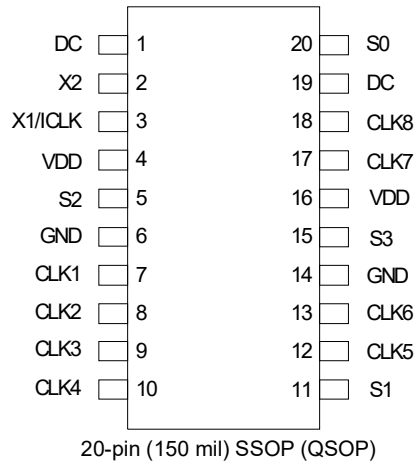 DC 1 20 S0
X2 2 19 DC
X1/ICLK 3 18 CLK8
VDD 4 17 CLK7
S2 5 16 VDD
GND 6 15 S3
CLK1 7 14 GND
CLK2 8 13 CLK6
CLK3 9 12 CLK5
CLK4 10 11 S1
20-pin (150 mil) SSOP (QSOP)